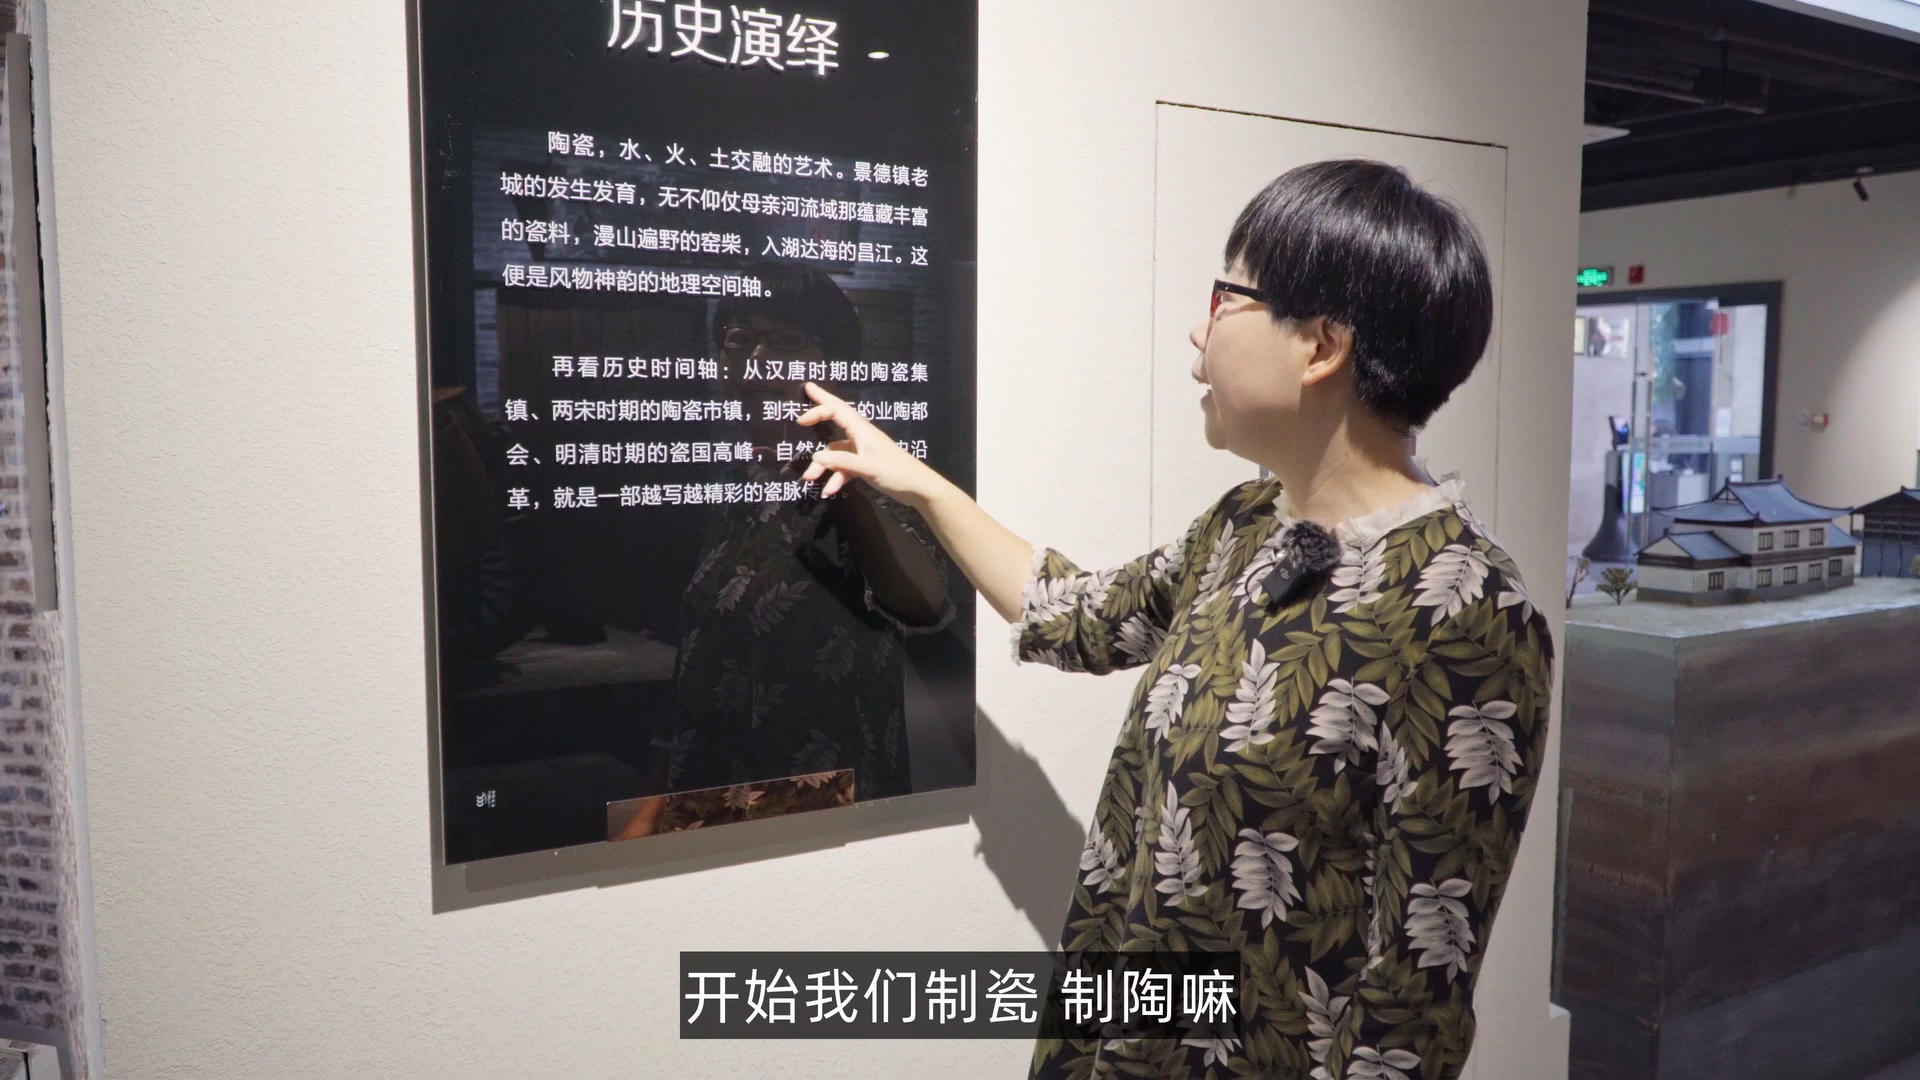 历史演绎
陶瓷，水、火、土交融的艺术。景德镇老
城的发生发育，无不仰仗母亲河流域那蕴藏丰富
的瓷料，漫山遍野的窑柴，入湖达海的昌江。这
便是风物神韵的地理空间轴。
再看历史时间轴：从汉唐时期的陶瓷集
镇、两宋时期的陶瓷市镇，到宋 的业陶都
会、明清时期的瓷国高峰，自然 沿
革，就是一部越写越精彩的瓷脉传 。
开始我们制瓷 制陶嘛